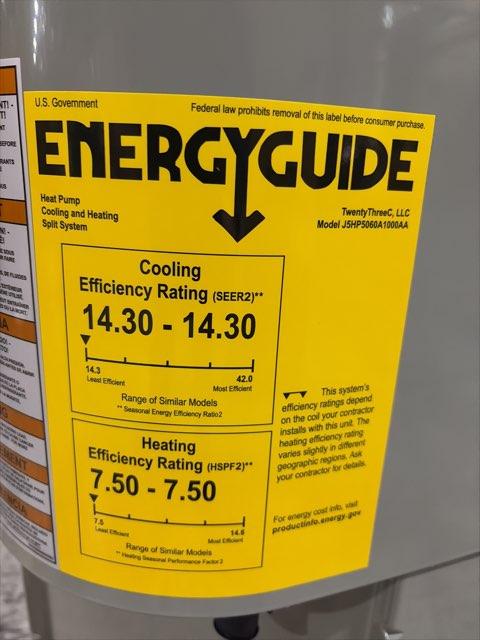 U.S. Government
Federal law prohibits removal of this label before consumer purchase.
ENERGYGUIDE
Heat Pump
Cooling and Heating
Split System
TwentyThreeC, LLC
Model J5HP5060A1000AA
Cooling
Efficiency Rating (SEER2)**
14.30 - 14.30
14.3
42.0
Least Efficient
Most Efficient
Range of Similar Models
** Seasonal Energy Efficiency Ratio2
Heating
Efficiency Rating (HSPF2)**
7.50 - 7.50
7.5
14.6
Least Efficient
Most Efficient
Range of Similar Models
** Heating Seasonal Performance Factor2
This system's
efficiency ratings depend
on the coil your contractor
installs with this unit. The
heating efficiency rating
varies slightly in different
geographic regions. Ask
your contractor for details.
For energy cost info, visit
productinfo.energy.gov